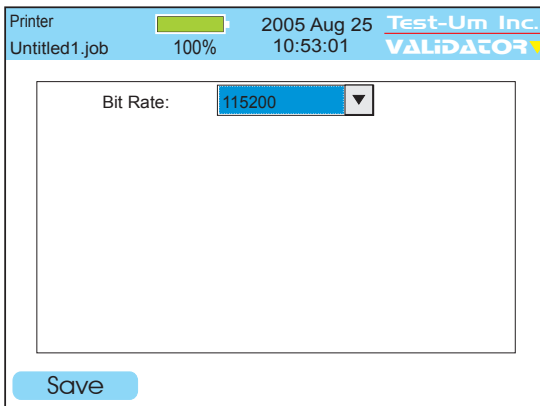 Printer 2005 Aug 25 Test-Um Inc.
Untitled1.job 100% 10:53:01 VALIDATOR
Bit Rate: 115200
Save